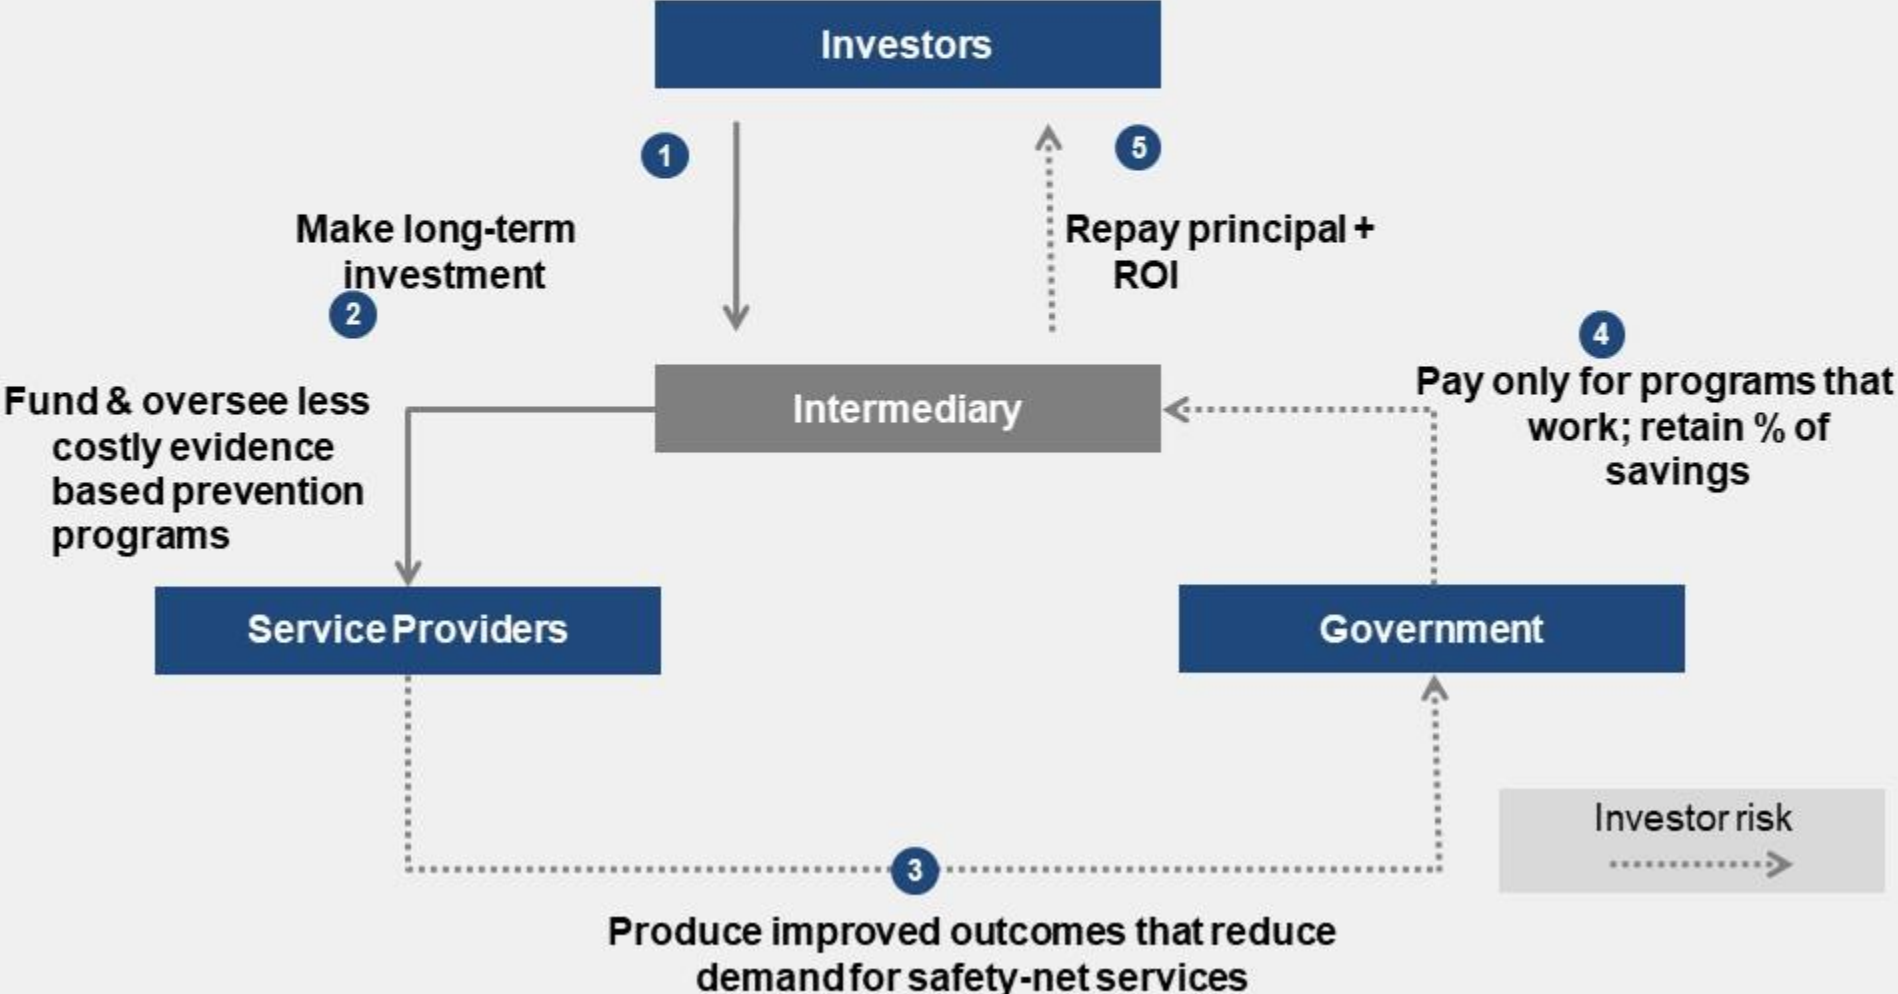 Investors
1
5
Make long-term
investment
Repay principal +
ROI
2
4
Fund & oversee less
costly evidence
based prevention
programs
Intermediary
Pay only for programs that
work; retain % of
savings
Service Providers
Government
Investor risk
3
Produce improved outcomes that reduce
demand for safety-net services